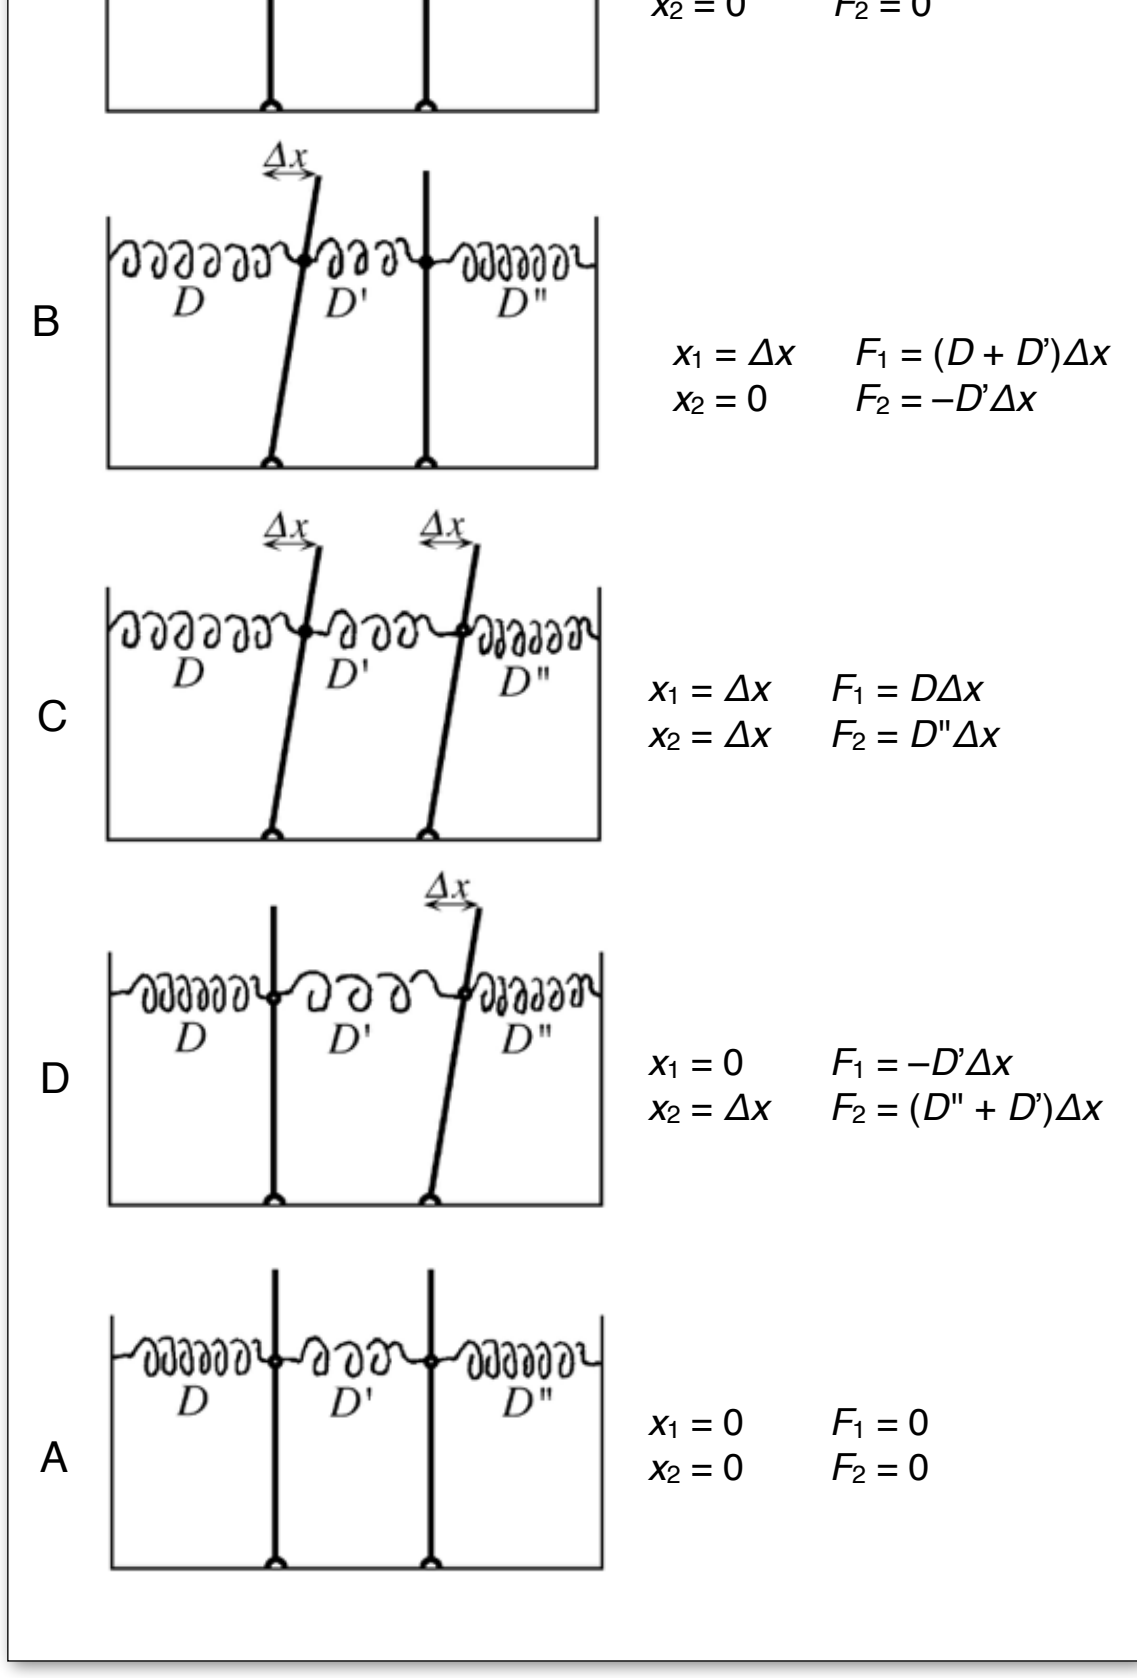 x₂ = 0 F₂ = 0
Δx
D D' D"
B
x₁ = Δx F₁ = (D + D’)Δx
x₂ = 0 F₂ = –D’Δx
Δx Δx
D D' D"
C
x₁ = Δx F₁ = DΔx
x₂ = Δx F₂ = D"Δx
Δx
D D' D"
D
x₁ = 0 F₁ = –D’Δx
x₂ = Δx F₂ = (D" + D’)Δx
D D' D"
A
x₁ = 0 F₁ = 0
x₂ = 0 F₂ = 0